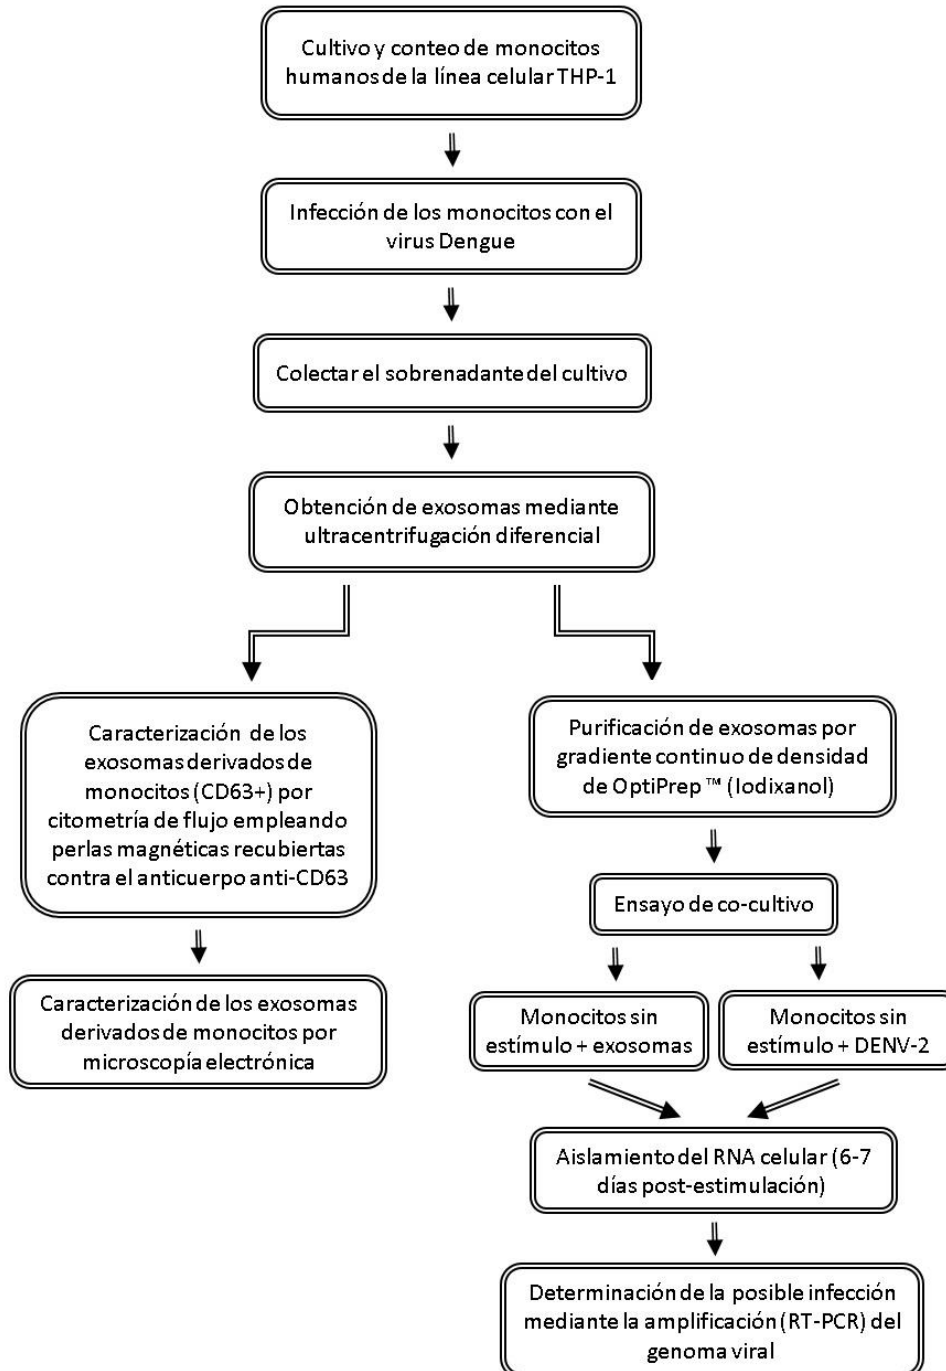 Cultivo y conteo de monocitos
humanos de la línea celular THP-1
Infección de los monocitos con el
virus Dengue
Colectar el sobrenadante del cultivo
Obtención de exosomas mediante
ultracentrifugación diferencial
Caracterización de los
exosomas derivados de
monocitos (CD63+) por
citometría de flujo empleando
perlas magnéticas recubiertas
contra el anticuerpo anti-CD63
Caracterización de los exosomas
derivados de monocitos por
microscopía electrónica
Purificación de exosomas por
gradiente continuo de densidad
de OptiPrep ™ (Iodixanol)
Ensayo de co-cultivo
Monocitos sin
estímulo + exosomas
Monocitos sin
estímulo + DENV-2
Aislamiento del RNA celular (6-7
días post-estimulación)
Determinación de la posible infección
mediante la amplificación (RT-PCR) del
genoma viral